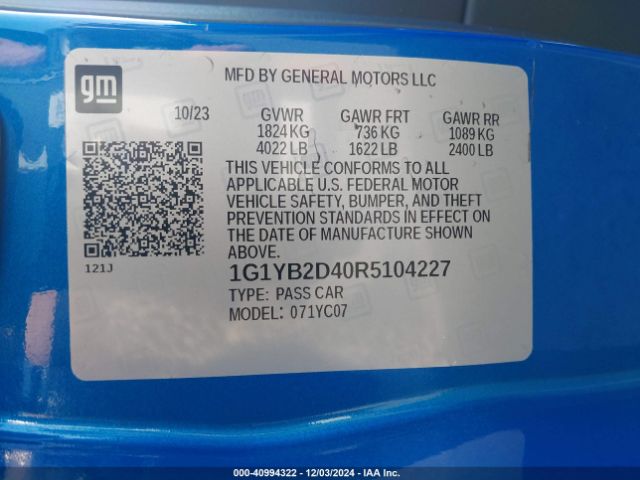 gm
MFD BY GENERAL MOTORS LLC
10/23 GVWR GAWR FRT GAWR RR
1824 KG 736 KG 1089 KG
4022 LB 1622 LB 2400 LB
THIS VEHICLE CONFORMS TO ALL
APPLICABLE U.S. FEDERAL MOTOR
VEHICLE SAFETY, BUMPER, AND THEFT
PREVENTION STANDARDS IN EFFECT ON
THE DATE OF MANUFACTURE SHOWN
ABOVE.
121J
1G1YB2D40R5104227
TYPE: PASS CAR
MODEL: 071YC07
000-40994322 - 12/03/2024 - IAA Inc.